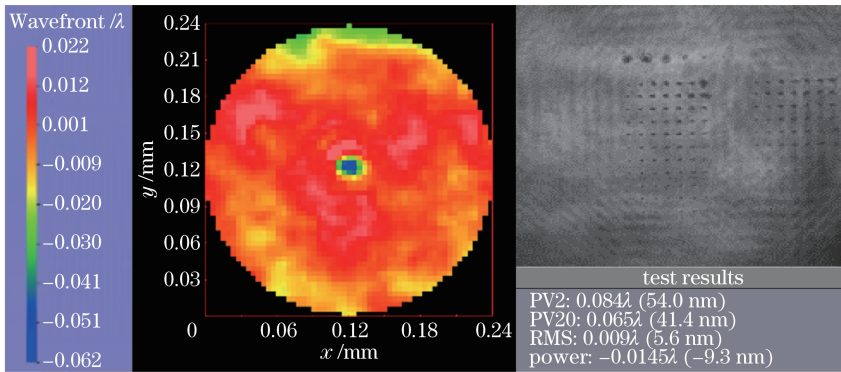 Wavefront /λ
0.022
0.012
0.001
−0.009
−0.020
−0.030
−0.041
−0.051
−0.062
y /mm
0.24
0.21
0.18
0.15
0.12
0.09
0.06
0.03
0 0.06 0.12 0.18 0.24
x /mm
test results
PV2: 0.084λ (54.0 nm)
PV20: 0.065λ (41.4 nm)
RMS: 0.009λ (5.6 nm)
power: −0.0145λ (−9.3 nm)